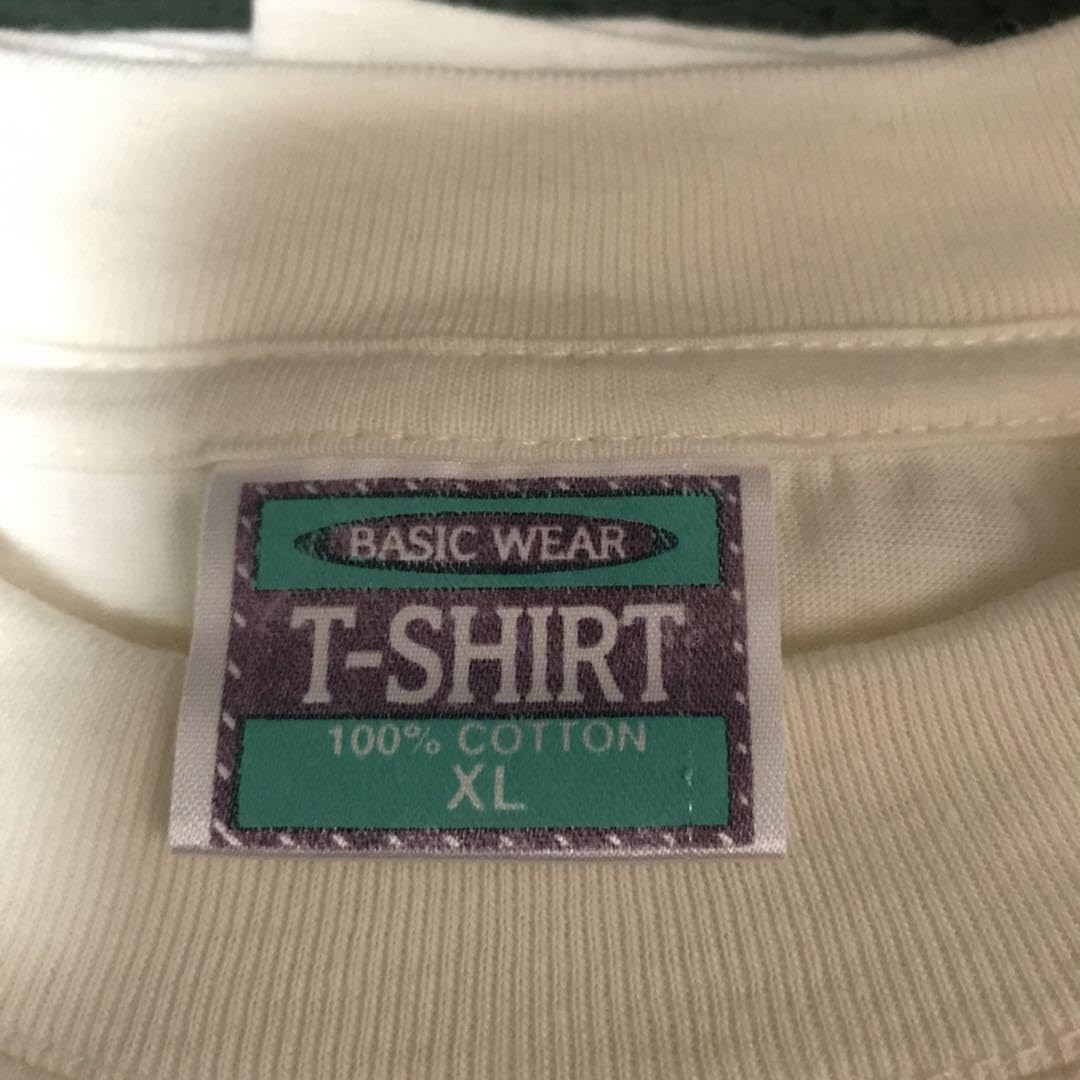 BASIC WEAR
T-SHIRT
100% COTTON
XL